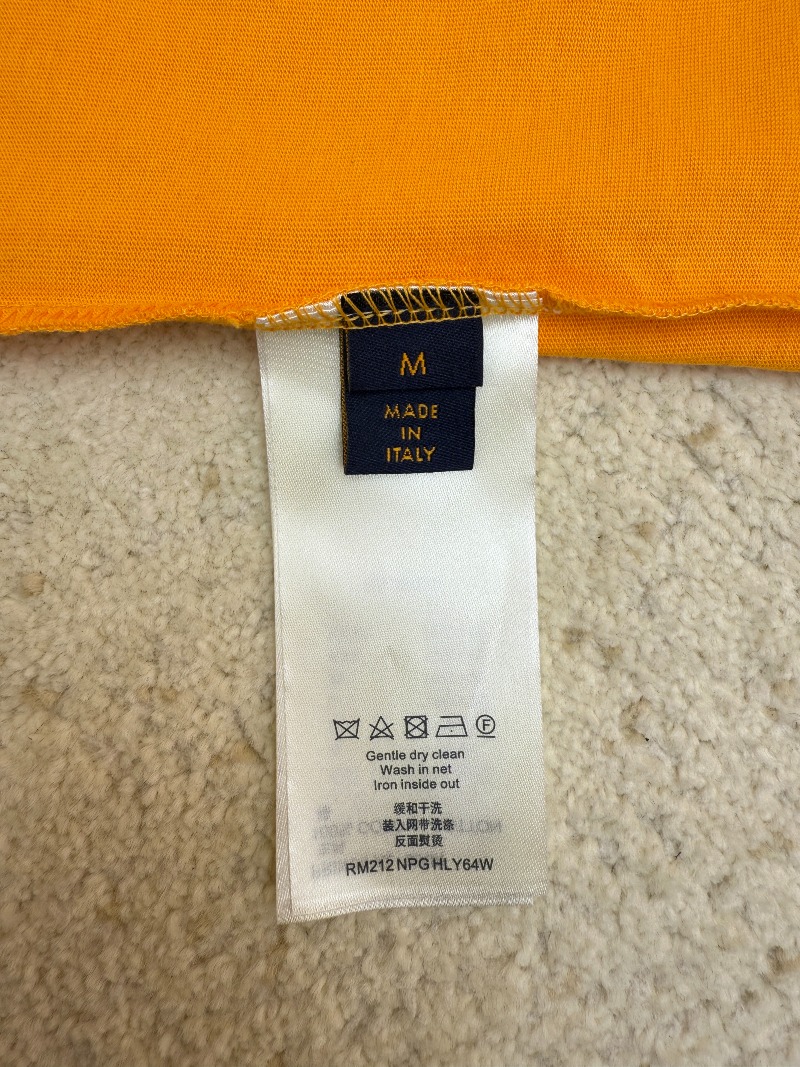 M
MADE
IN
ITALY
F
Gentle dry clean
Wash in net
Iron inside out
缓和干洗
装入网带洗涤
反面熨烫
RM212 NPG HLY64W